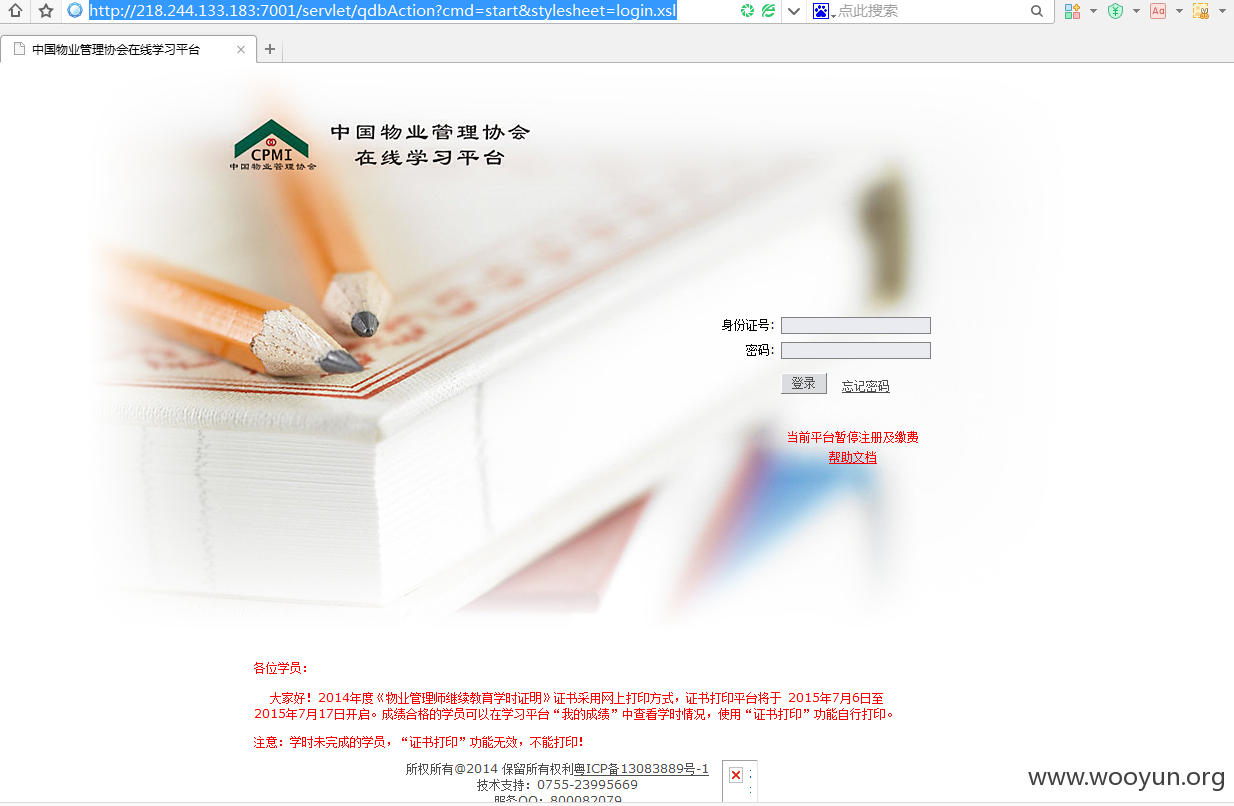 http://218.244.133.183:7001/servlet/qdbAction?cmd=start&stylesheet=login.xsl
点此搜索
Aa
中国物业管理协会在线学习平台
中国物业管理协会
在线学习平台
CPMI
中国物业管理协会
身份证号：
密码：
登录 忘记密码
当前平台暂停注册及缴费
帮助文档
各位学员：
大家好！2014年度《物业管理师继续教育学时证明》证书采用网上打印方式，证书打印平台将于 2015年7月6日至
2015年7月17日开启。成绩合格的学员可以在学习平台“我的成绩”中查看学时情况，使用“证书打印”功能自行打印。
注意：学时未完成的学员，“证书打印”功能无效，不能打印！
所权所有@2014 保留所有权利粤ICP备13083889号-1
技术支持：0755-23995669
服务QQ：800082079
www.wooyun.org